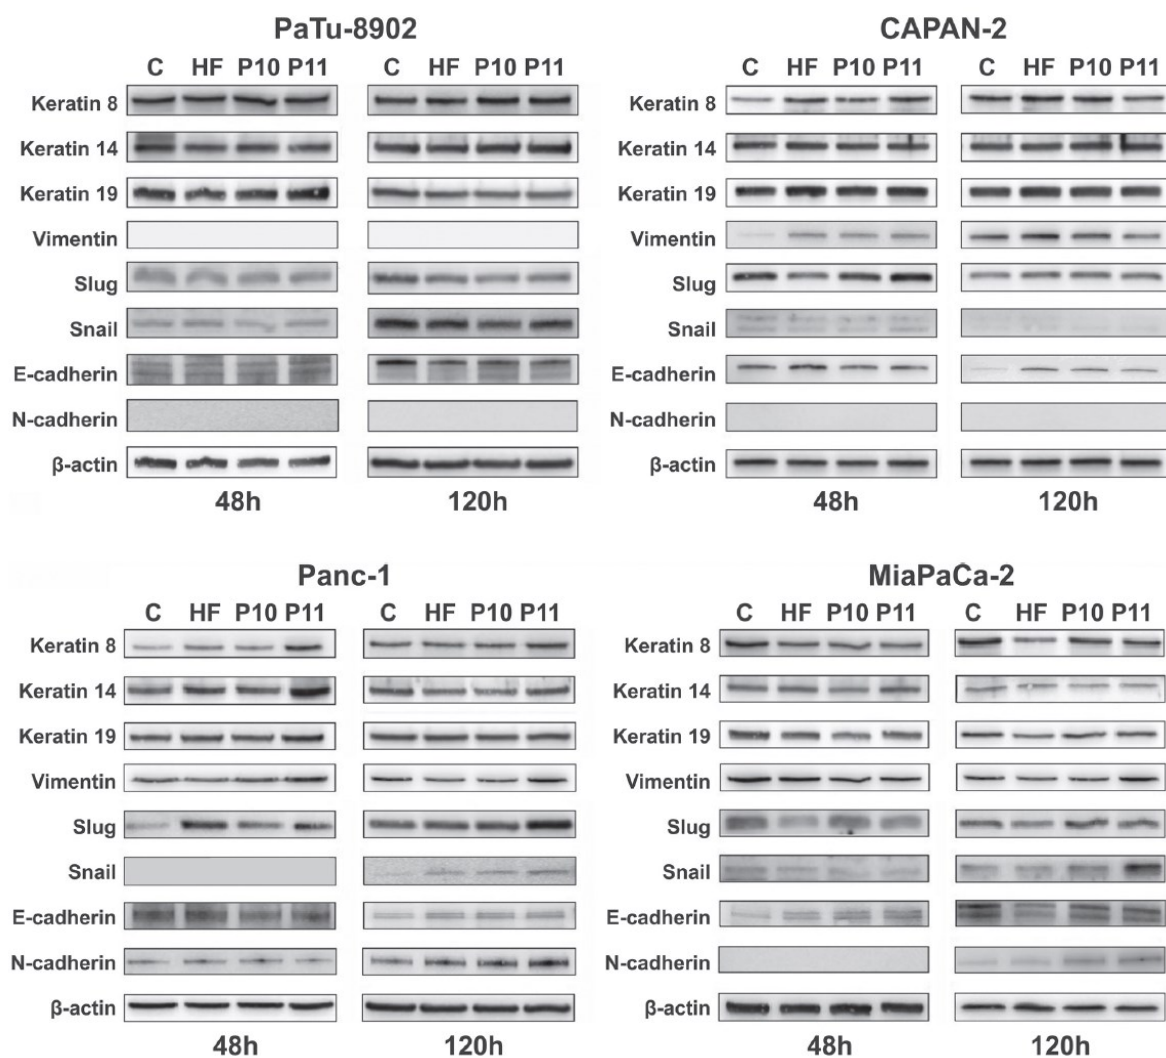 PaTu-8902
C HF P10 P11 C HF P10 P11
Keratin 8
Keratin 14
Keratin 19
Vimentin
Slug
Snail
E-cadherin
N-cadherin
β-actin
48h 120h
CAPAN-2
C HF P10 P11 C HF P10 P11
Keratin 8
Keratin 14
Keratin 19
Vimentin
Slug
Snail
E-cadherin
N-cadherin
β-actin
48h 120h
Panc-1
C HF P10 P11 C HF P10 P11
Keratin 8
Keratin 14
Keratin 19
Vimentin
Slug
Snail
E-cadherin
N-cadherin
β-actin
48h 120h
MiaPaCa-2
C HF P10 P11 C HF P10 P11
Keratin 8
Keratin 14
Keratin 19
Vimentin
Slug
Snail
E-cadherin
N-cadherin
β-actin
48h 120h